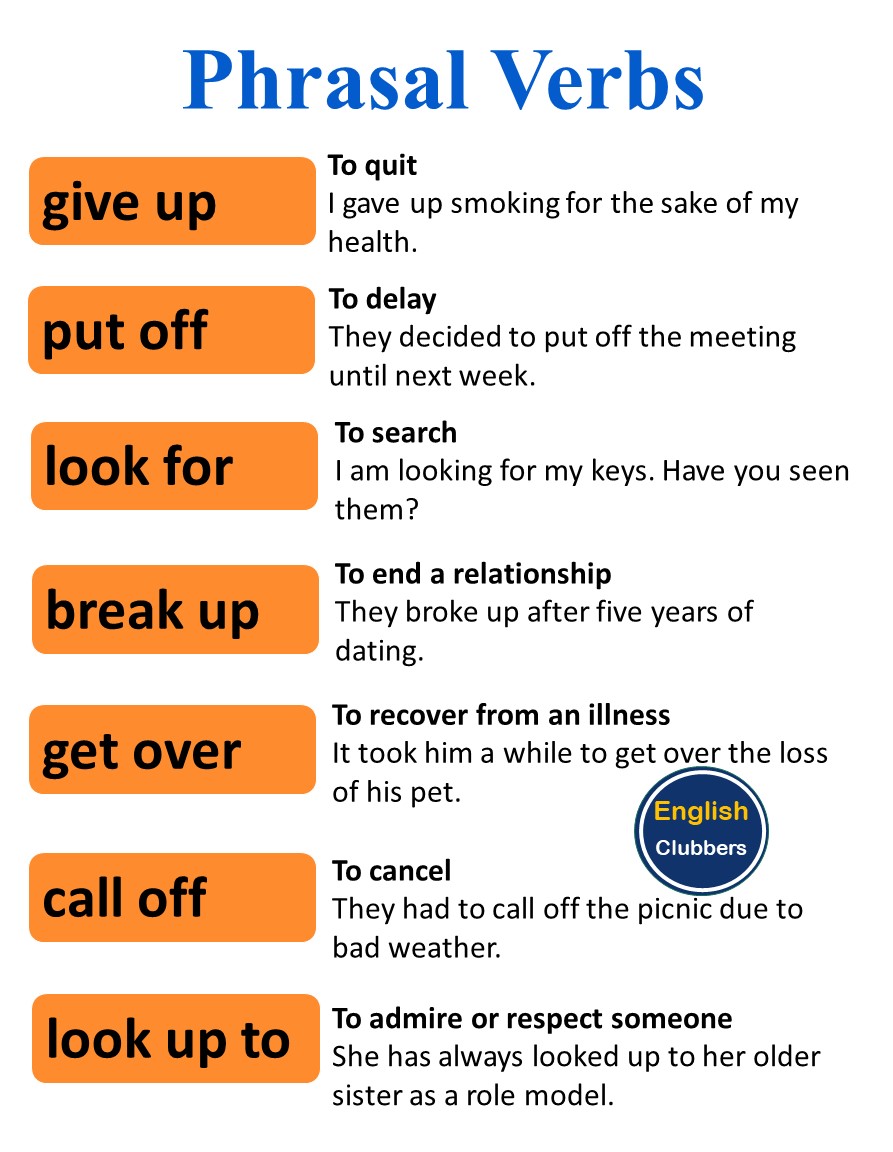 Phrasal Verbs
give up
To quit
I gave up smoking for the sake of my
health.
put off
To delay
They decided to put off the meeting
until next week.
look for
To search
I am looking for my keys. Have you seen
them?
break up
To end a relationship
They broke up after five years of
dating.
get over
To recover from an illness
It took him a while to get over the loss
of his pet.
English
Clubbers
call off
To cancel
They had to call off the picnic due to
bad weather.
look up to
To admire or respect someone
She has always looked up to her older
sister as a role model.